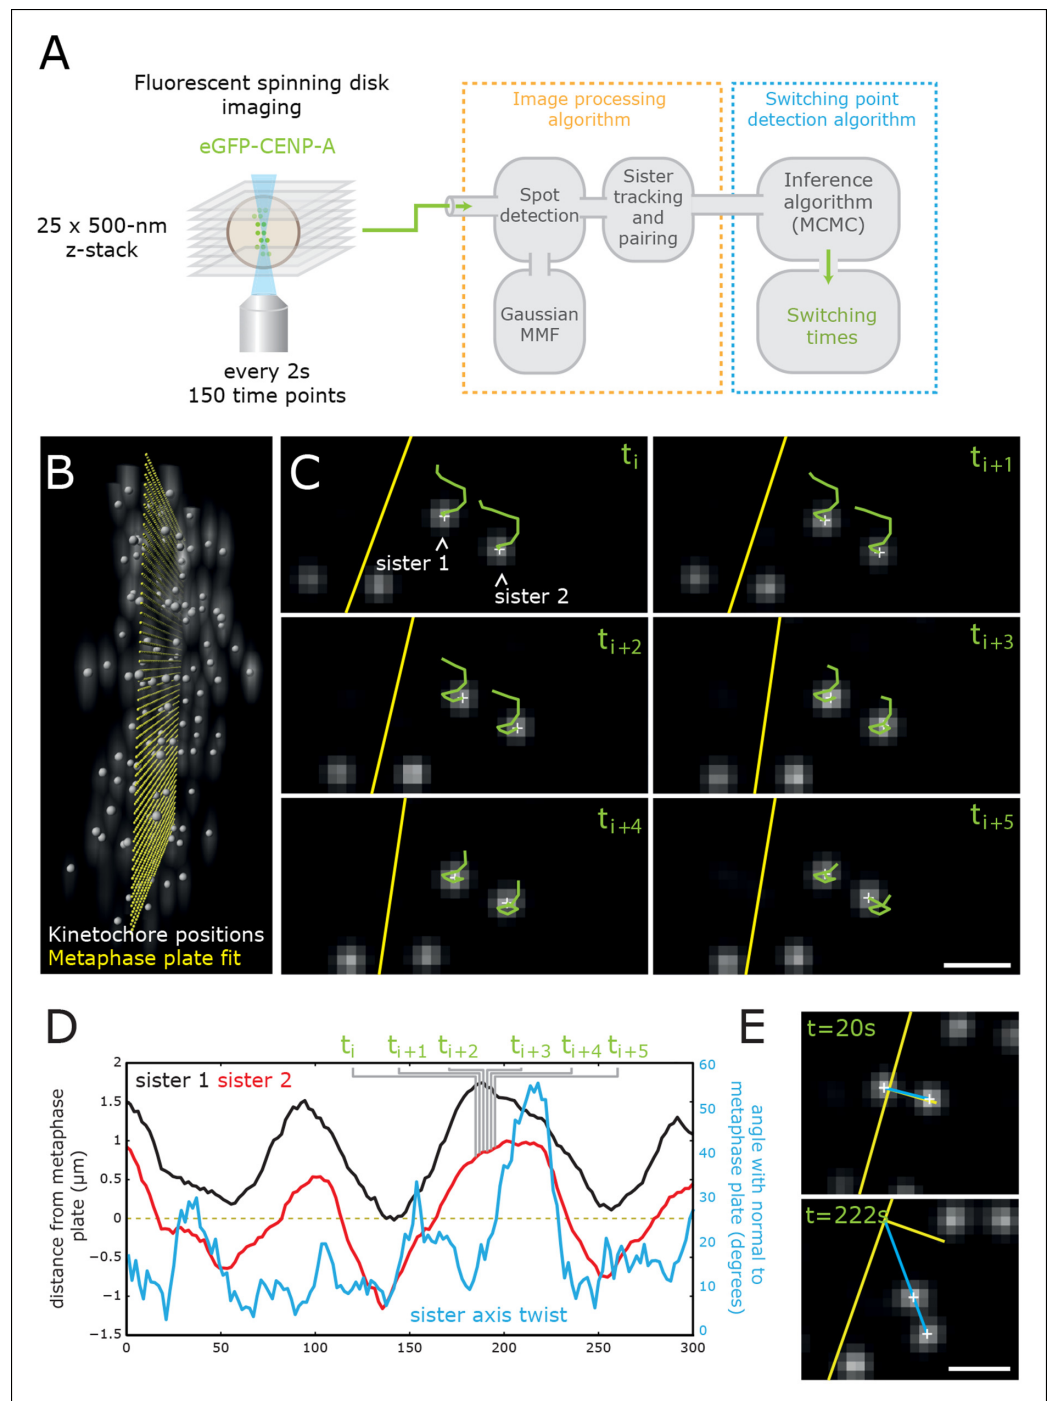 A
Fluorescent spinning disk
imaging
eGFP-CENP-A
25 x 500-nm
z-stack
every 2s
150 time points
Image processing
algorithm
Spot
detection
Sister
tracking
and
pairing
Gaussian
MMF
Switching point
detection algorithm
Inference
algorithm
(MCMC)
Switching
times
B
Kinetochore positions
Metaphase plate fit
C
ti
sister 1
sister 2
ti+1
ti+2
ti+3
ti+4
ti+5
D
ti ti+1 ti+2 ti+3 ti+4 ti+5
sister 1 sister 2
distance from metaphase
plate (μm)
2
1.5
1
0.5
0
−0.5
−1
−1.5
0 50 100 150 200 250 300
sister axis twist
60
50
40
30
20
10
0
angle with normal to
metaphase plate (degrees)
E
t=20s
t=222s